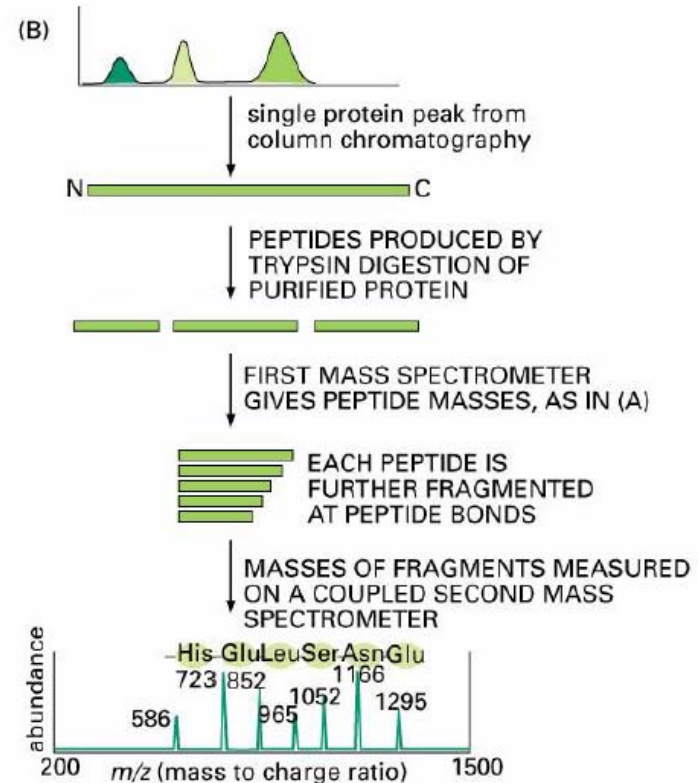 (B)
single protein peak from
column chromatography
N C
PEPTIDES PRODUCED BY
TRYPSIN DIGESTION OF
PURIFIED PROTEIN
FIRST MASS SPECTROMETER
GIVES PEPTIDE MASSES, AS IN (A)
EACH PEPTIDE IS
FURTHER FRAGMENTED
AT PEPTIDE BONDS
MASSES OF FRAGMENTS MEASURED
ON A COUPLED SECOND MASS
SPECTROMETER
abundance
His Glu Leu Ser Asn Glu
586 723 852 965 1052 1166 1295
200 m/z (mass to charge ratio) 1500